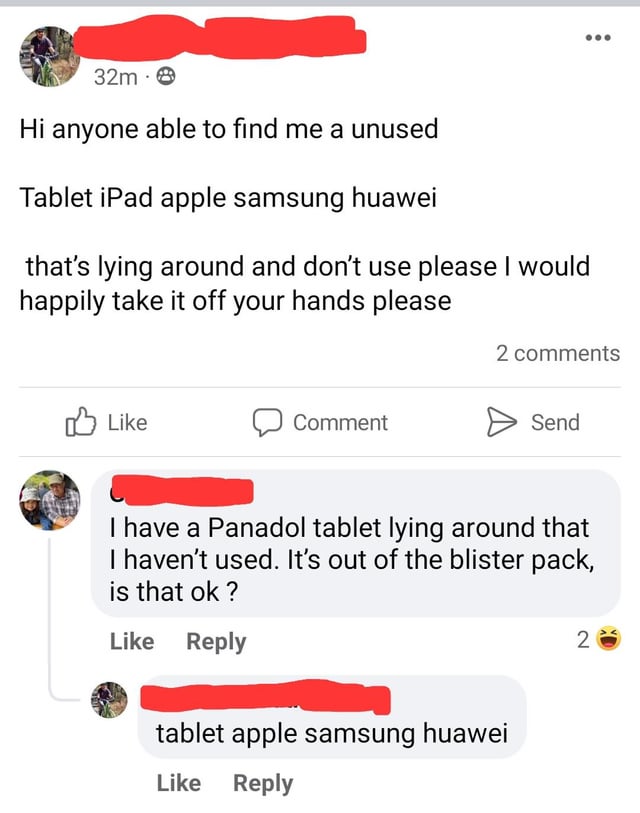 32m ·
Hi anyone able to find me a unused
Tablet iPad apple samsung huawei
that's lying around and don't use please I would
happily take it off your hands please
2 comments
Like Comment Send
I have a Panadol tablet lying around that
I haven't used. It's out of the blister pack,
is that ok ?
Like Reply 2
tablet apple samsung huawei
Like Reply